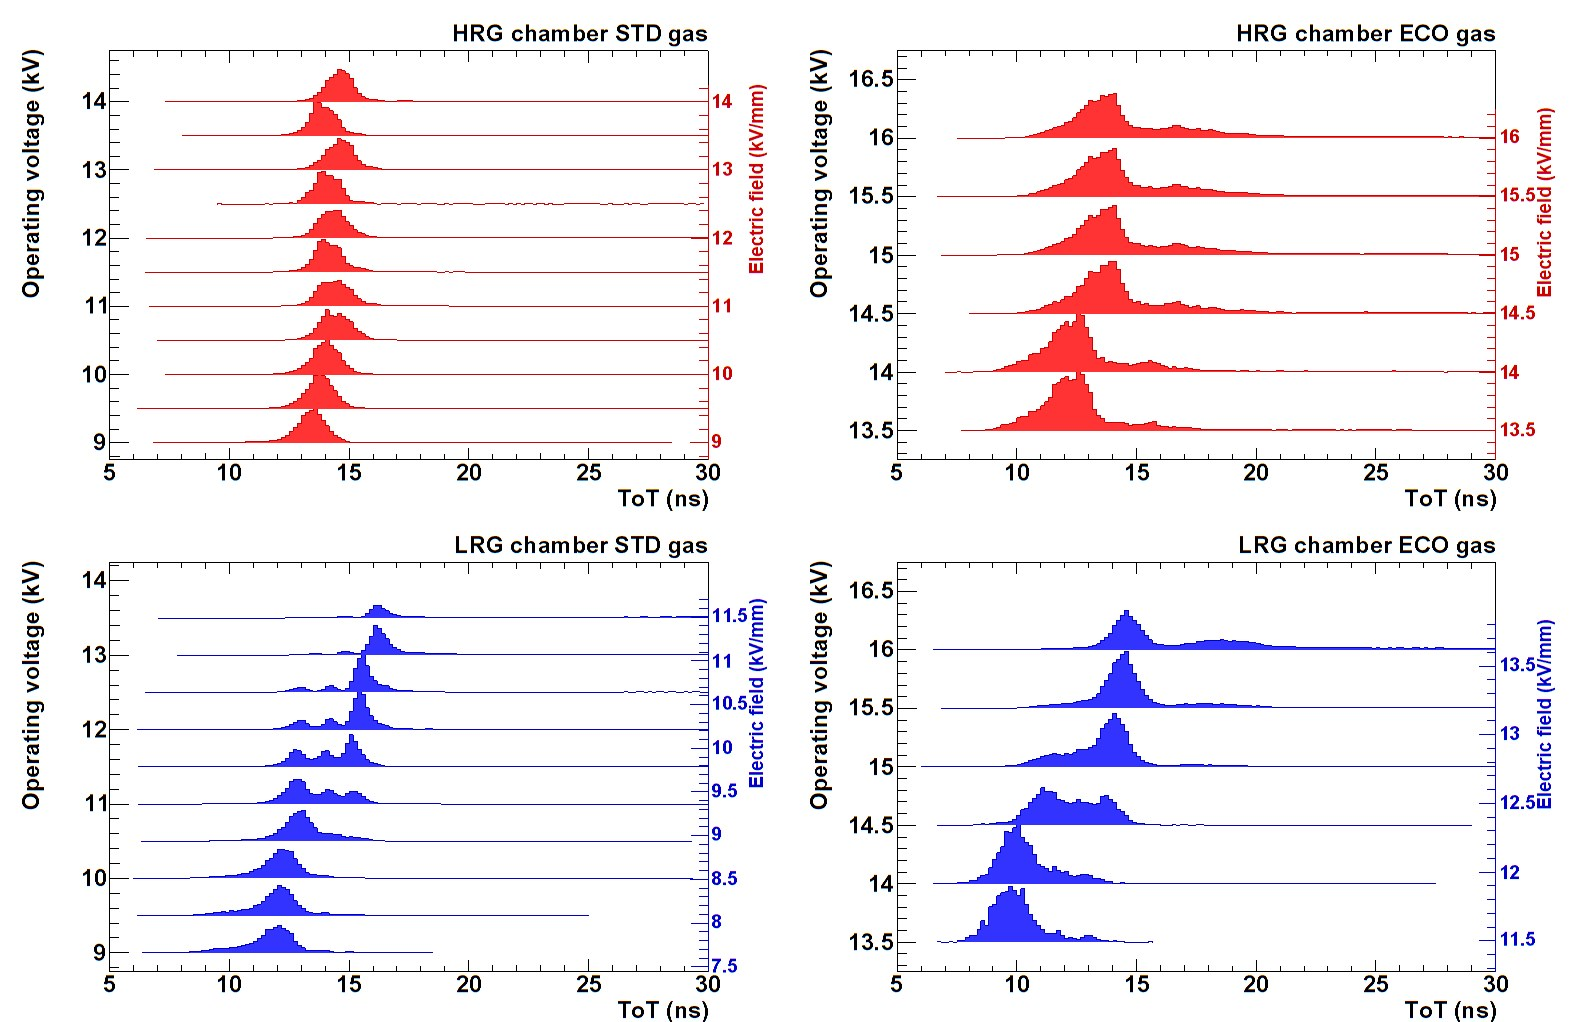 HRG chamber STD gas
Operating voltage (kV)
14
13
12
11
10
9
14
13
12
11
10
9
Electric field (kV/mm)
5 10 15 20 25 30
ToT (ns)
HRG chamber ECO gas
Operating voltage (kV)
16.5
16
15.5
15
14.5
14
13.5
16
15.5
15
14.5
14
13.5
Electric field (kV/mm)
5 10 15 20 25 30
ToT (ns)
LRG chamber STD gas
Operating voltage (kV)
14
13
12
11
10
9
11.5
11
10.5
10
9.5
9
8.5
8
7.5
Electric field (kV/mm)
5 10 15 20 25 30
ToT (ns)
LRG chamber ECO gas
Operating voltage (kV)
16.5
16
15.5
15
14.5
14
13.5
13.5
13
12.5
12
11.5
Electric field (kV/mm)
5 10 15 20 25 30
ToT (ns)